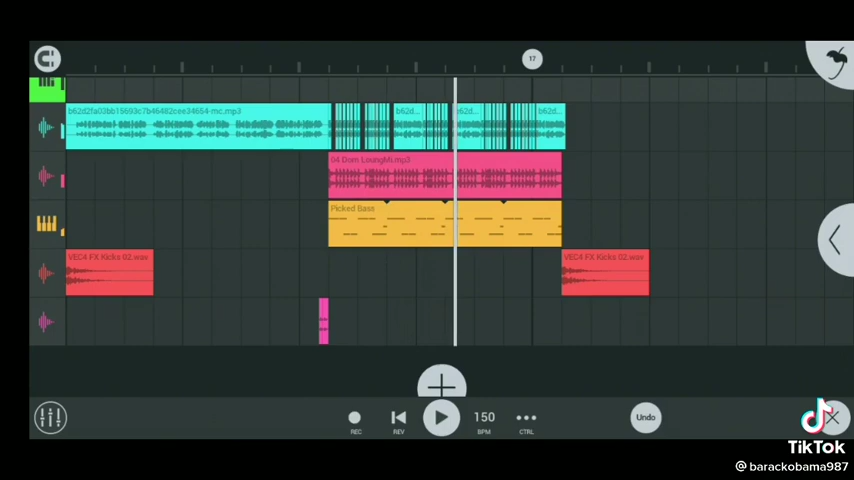 17
b62d2fa03bb15693c7b46482cee34654-mc.mp3
b62d...
b62d...
b62d...
04 Dom LoungMi.mp3
Picked Bass
VEC4 FX Kicks 02.wav
VEC4 FX Kicks 02.wav
150
Undo
REC
REV
BPM
CTRL
TikTok
@barackobama987